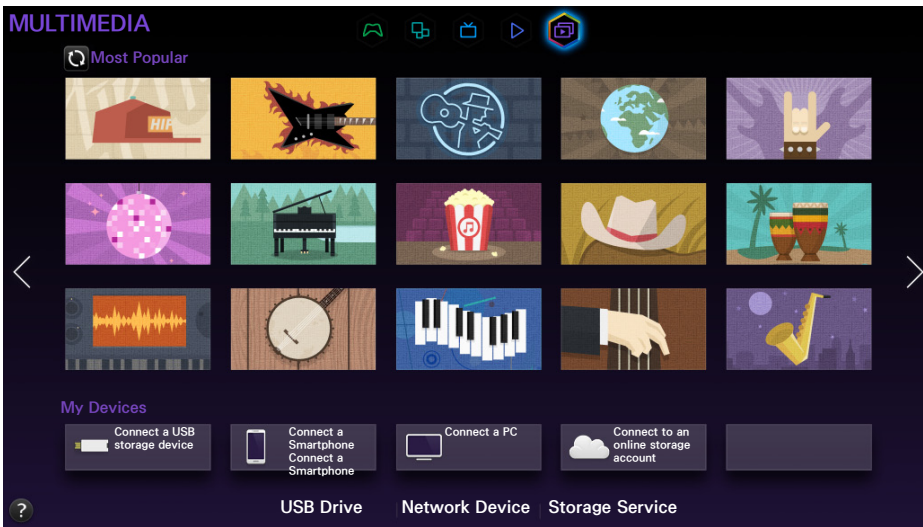 MULTIMEDIA
Most Popular
HIP
My Devices
Connect a USB
storage device
Connect a
Smartphone
Connect a
Smartphone
Connect a PC
Connect to an
online storage
account
?
USB Drive
Network Device
Storage Service